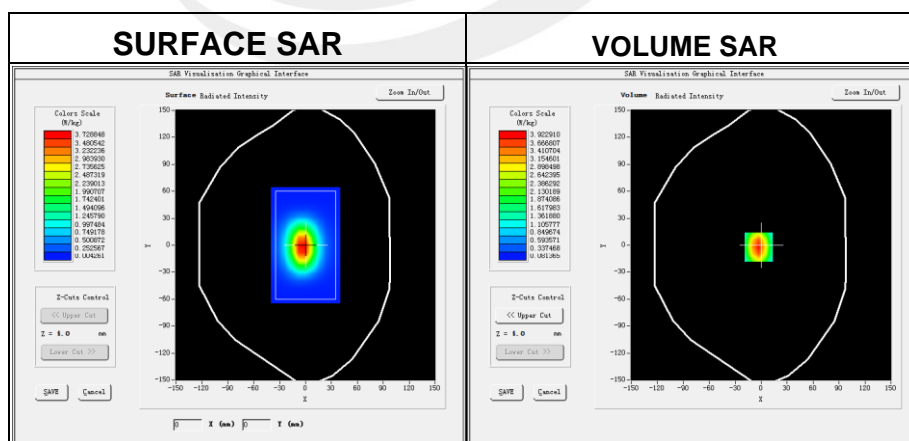 SURFACE SAR
VOLUME SAR
SAR Visualisation Graphical Interface
Surface Radiated Intensity
Zoom In/Out
Colors Scale
(W/kg)
3.728848
3.480542
3.232236
2.983930
2.735625
2.487319
2.239013
1.990707
1.742401
1.494096
1.245790
0.997484
0.749178
0.500872
0.252567
0.004261
Z-Cuts Control
<< Upper Cut
Lower Cut >>
SAVE
Cancel
150
120
90
60
30
0
-30
-60
-90
-120
-150
Y
-150 -120 -90 -60 -30 0 30 60 90 120 150
X
0 X (mm) 0 Y (mm)
SAR Visualisation Graphical Interface
Volume Radiated Intensity
Zoom In/Out
Colors Scale
(W/kg)
3.922910
3.666807
3.410704
3.154601
2.898498
2.642395
2.386292
2.130189
1.874086
1.617983
1.361880
1.105777
0.849674
0.593571
0.337468
0.081365
Z-Cuts Control
<< Upper Cut
Lower Cut >>
SAVE
Cancel
150
120
90
60
30
0
-30
-60
-90
-120
-150
Y
-150 -120 -90 -60 -30 0 30 60 90 120 150
X